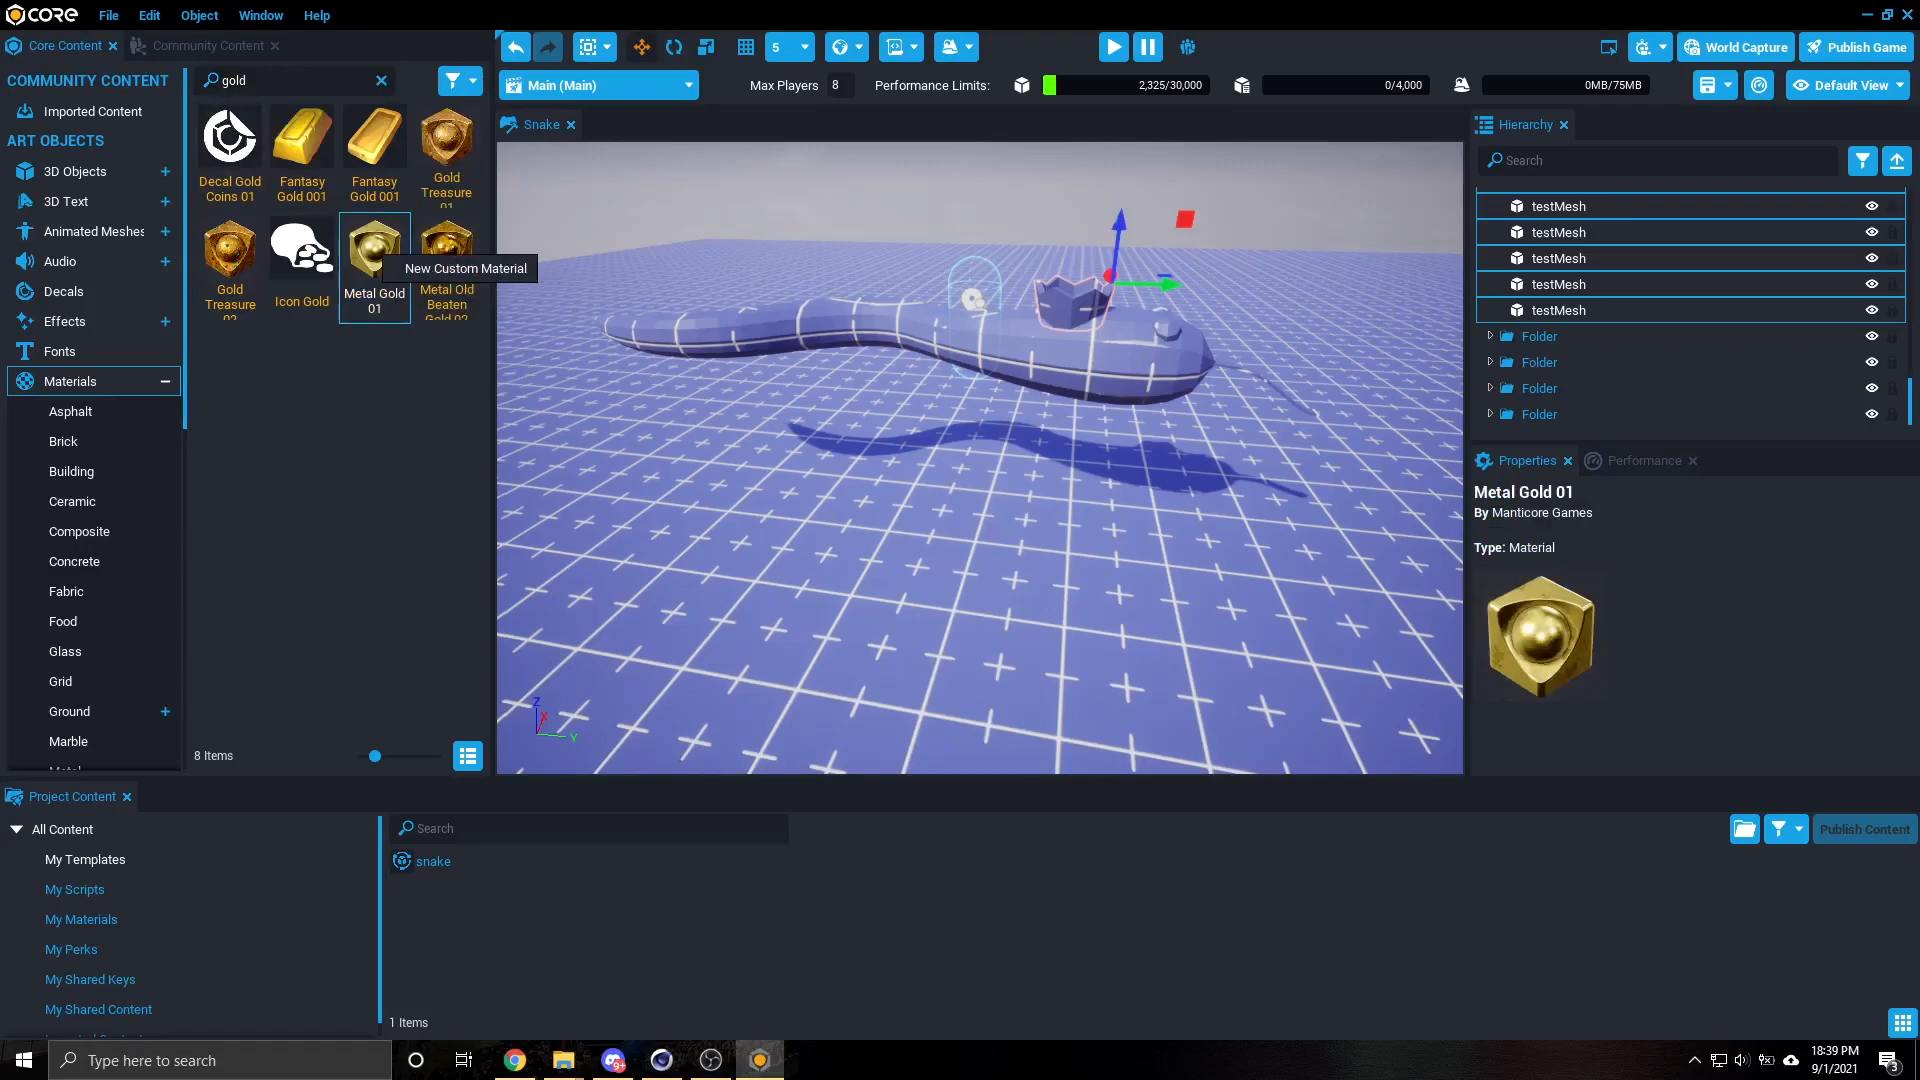 CORE
File
Edit
Object
Window
Help
Core Content
Community Content
COMMUNITY CONTENT
Imported Content
ART OBJECTS
3D Objects
3D Text
Animated Meshes
Audio
Decals
Effects
Fonts
Materials
Asphalt
Brick
Building
Ceramic
Composite
Concrete
Fabric
Food
Glass
Grid
Ground
Marble
Metal
gold
Decal Gold
Coins 01
Fantasy
Gold 001
Fantasy
Gold 001
Gold
Treasure
01
Gold
Treasure
02
Icon Gold
Metal Gold
01
Metal Old
Beaten
Gold 02
New Custom Material
8 Items
5
World Capture
Publish Game
Main (Main)
Max Players 8
Performance Limits:
2,325/30,000
0/4,000
0MB/75MB
Default View
Snake
Z
X
Y
Hierarchy
Search
testMesh
testMesh
testMesh
testMesh
testMesh
Folder
Folder
Folder
Folder
Properties
Performance
Metal Gold 01
By Manticore Games
Type: Material
Project Content
All Content
My Templates
My Scripts
My Materials
My Perks
My Shared Keys
My Shared Content
Search
snake
1 Items
Publish Content
Type here to search
9+
18:39 PM
9/1/2021
3